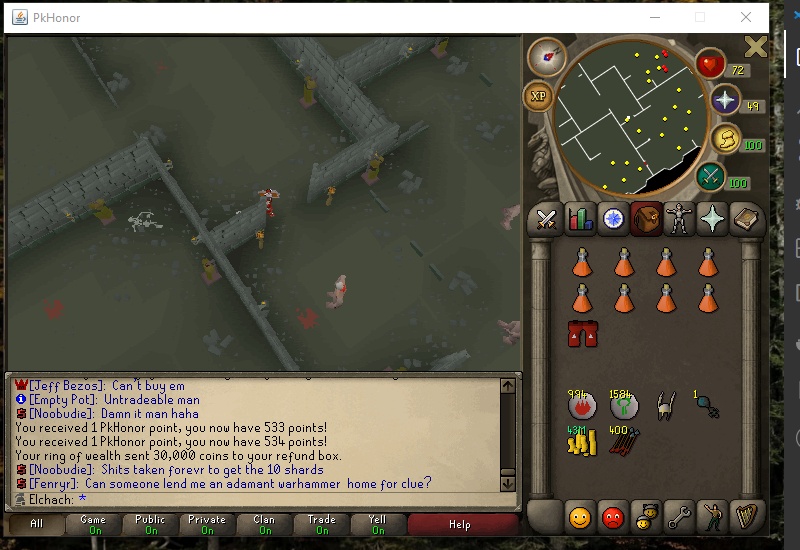 PkHonor
72
XP
49
100
100
[Jeff Bezos]: Can't buy em
[Empty Pot]: Untradeable man
[Noobudie]: Damn it man haha
You received 1 PkHonor point, you now have 533 points!
You received 1 PkHonor point, you now have 534 points!
Your ring of wealth sent 30,000 coins to your refund box.
[Noobudie]: Shits taken forevr to get the 10 shards
[Fenryr]: Can someone lend me an adamant warhammer home for clue?
Elchach: *
994 1584 1
43M 400
All Game Public Private Clan Trade Yell Help
On On On On On On